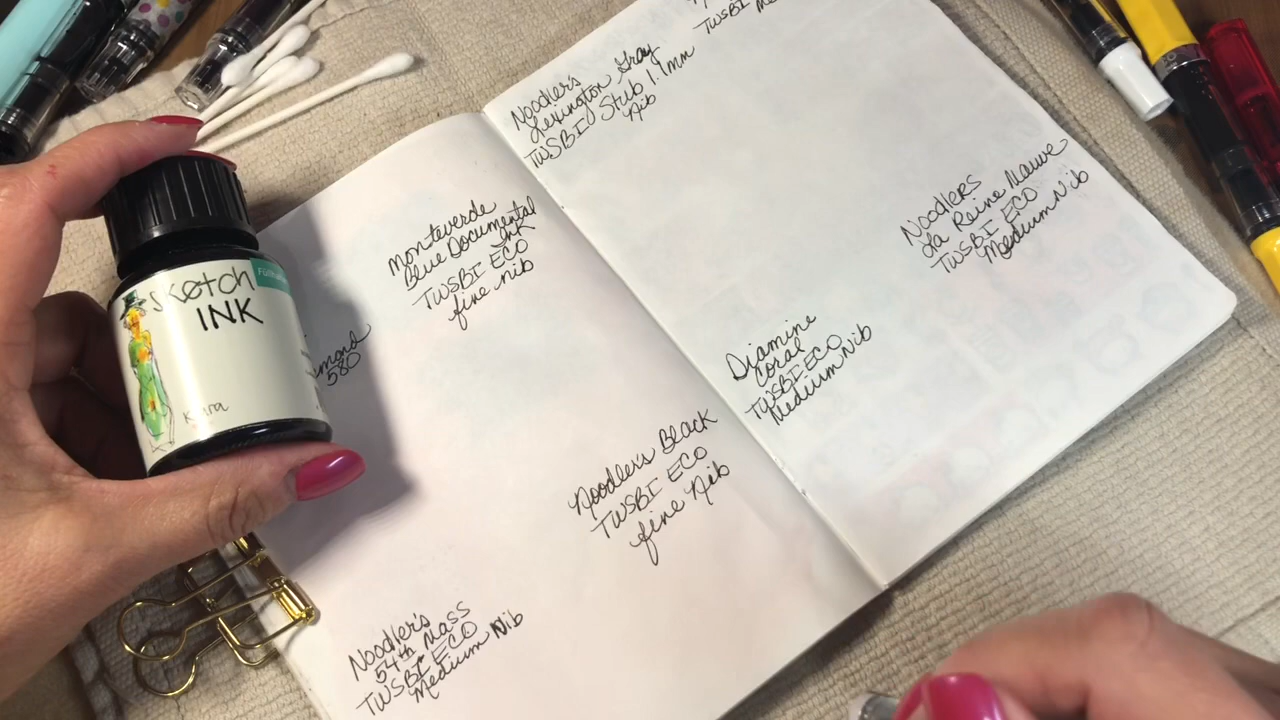 Sketch
INK
Klara
580
Monteverde
Blue Documental
Ink
TWSBI ECO
fine nib
Noodler's Black
TWSBI ECO
fine Nib
Noodler's
54th Mass
TWSBI ECO
Medium Nib
TWSBI
Noodler's
Lexington Gray
TWSBI Stub 1.1mm
Nib
Noodlers
La Reine Mauve
TWSBI ECO
Medium Nib
Diamine
Coral
TWSBI ECO
Medium Nib